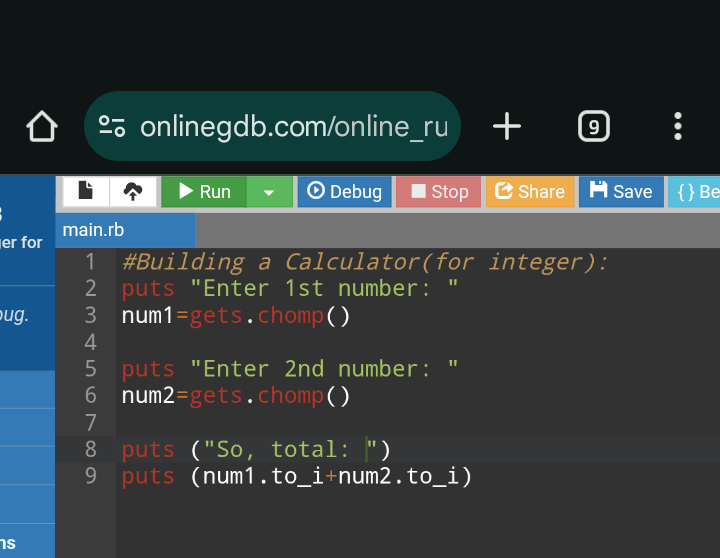 onlinegdb.com/online_ru
9
Run
Debug
Stop
Share
Save
{ } Be
er for
main.rb
ug.
1 #Building a Calculator(for integer):
2 puts "Enter 1st number: "
3 num1=gets.chomp()
4
5 puts "Enter 2nd number: "
6 num2=gets.chomp()
7
8 puts ("So, total: ")
9 puts (num1.to_i+num2.to_i)
ns